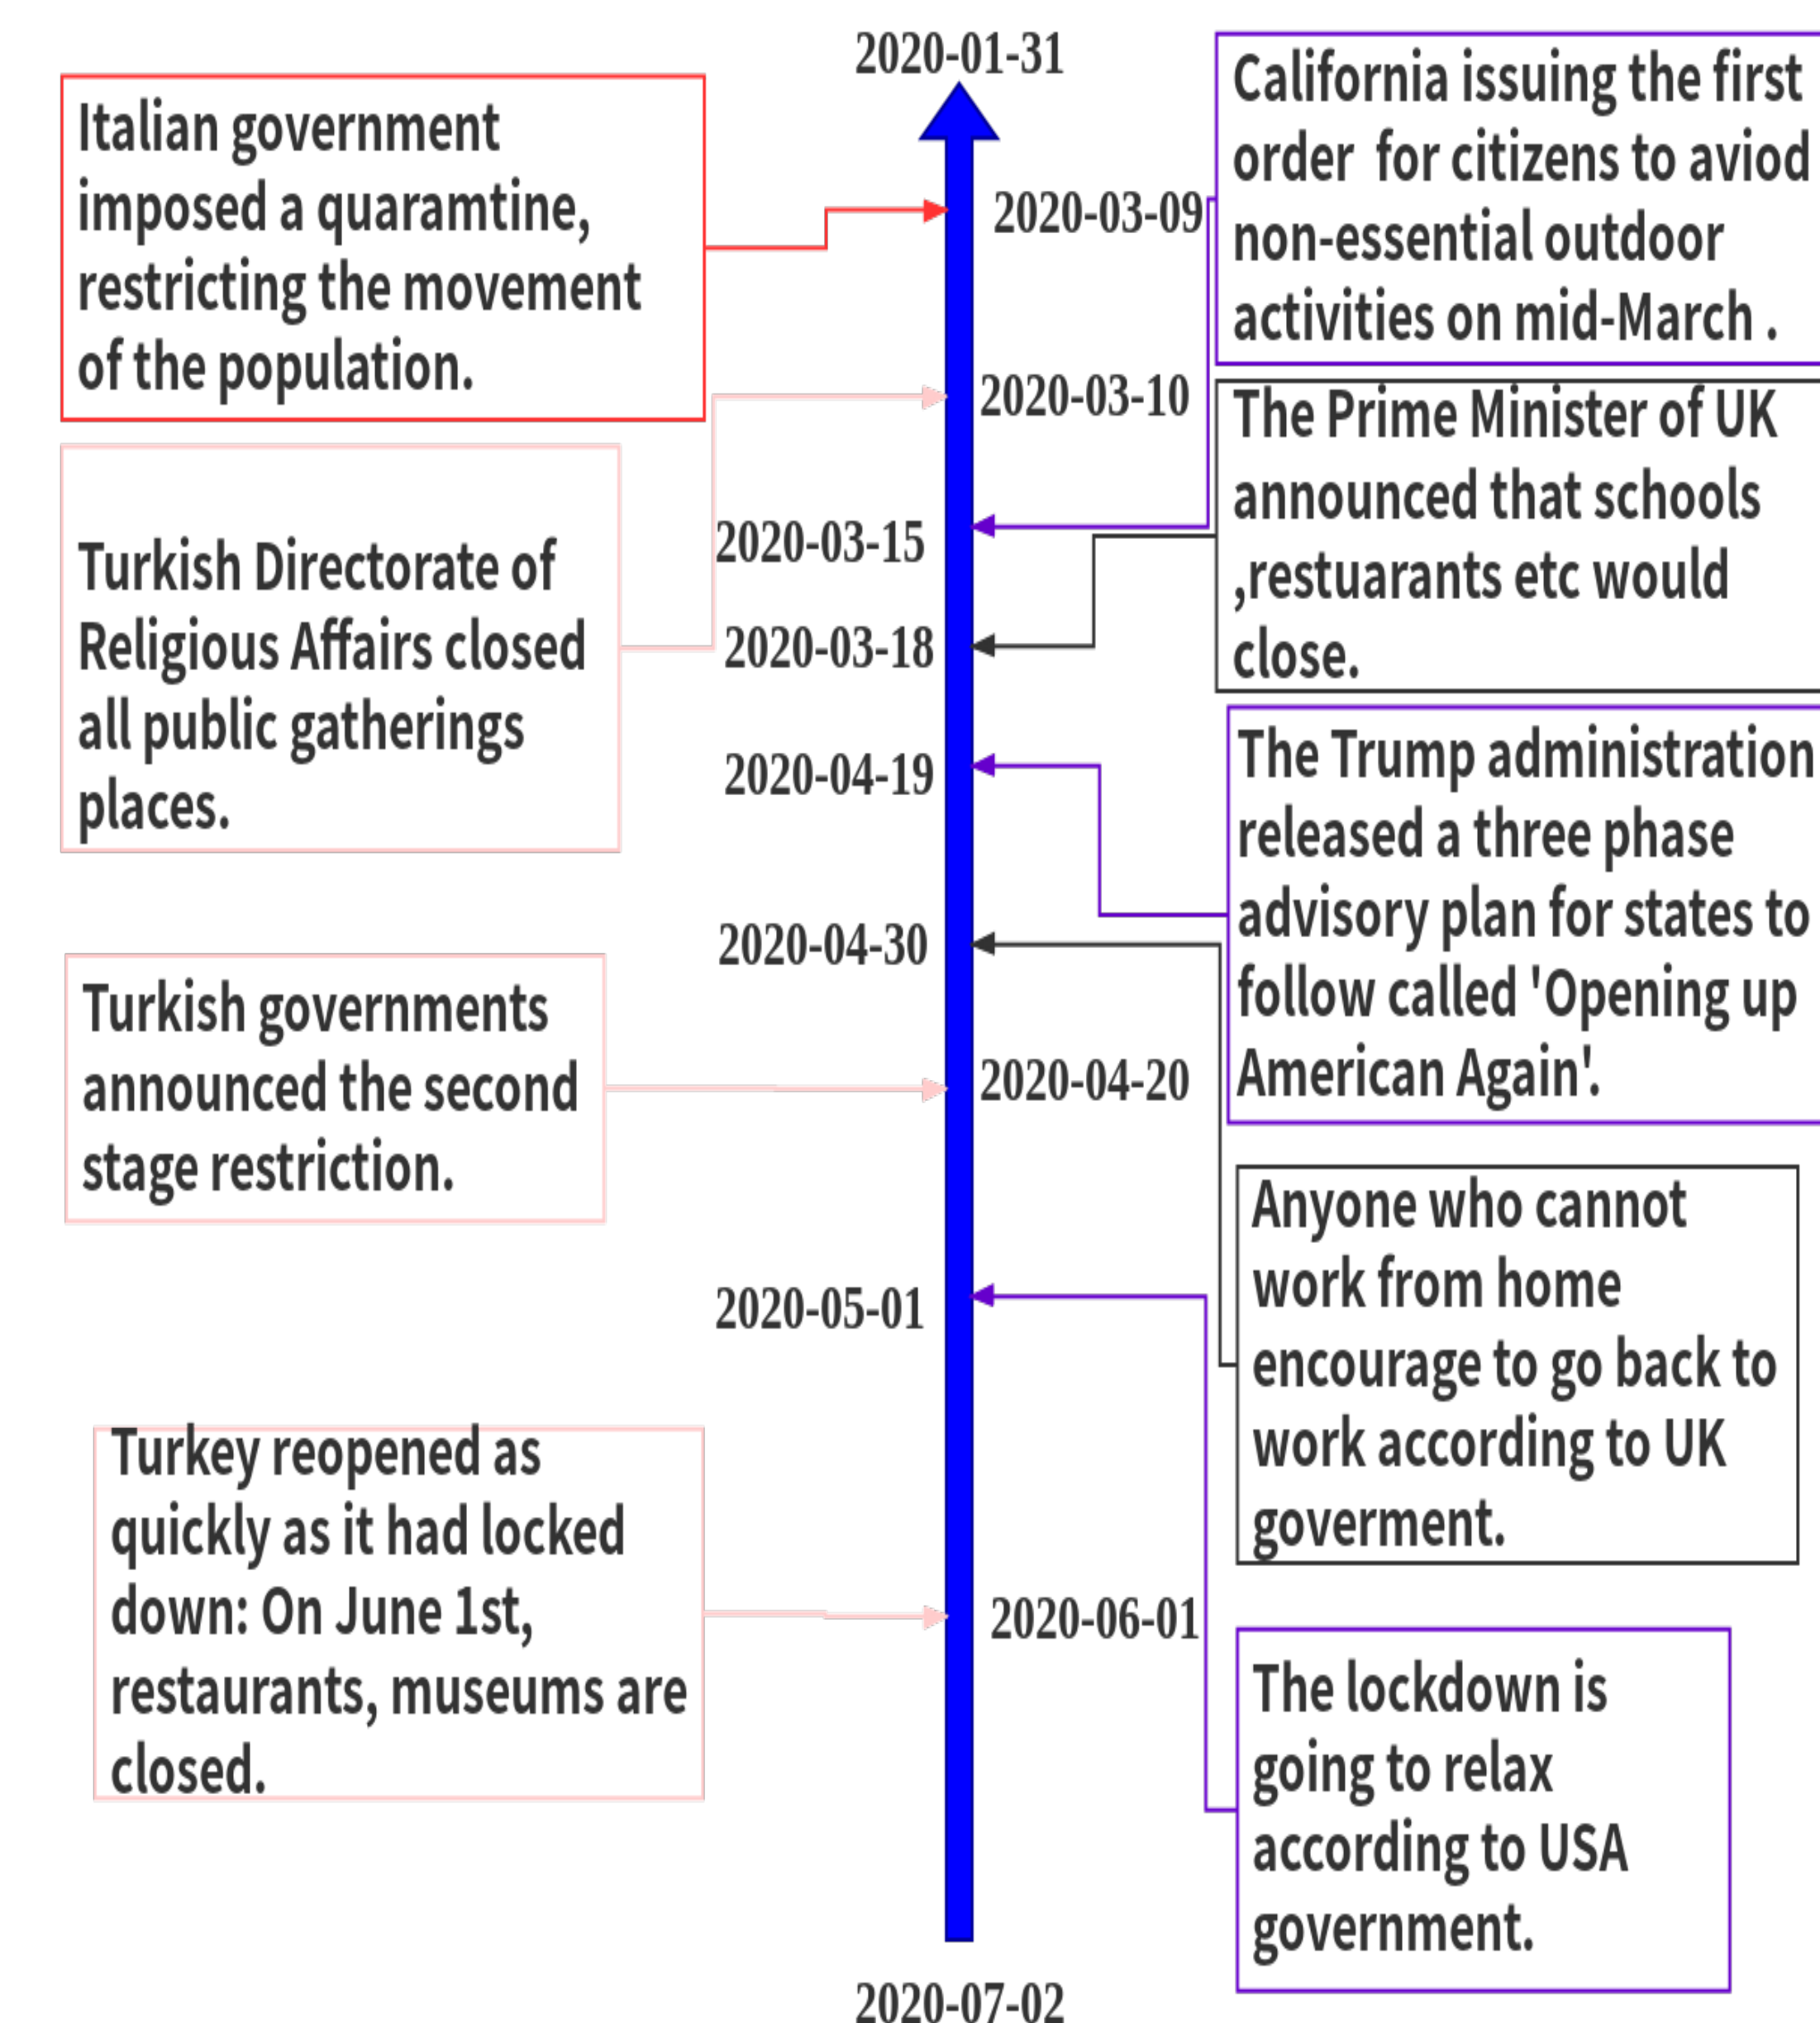 2020-01-31
Italian government
imposed a quaramtine,
restricting the movement
of the population.
2020-03-09
California issuing the first
order  for citizens to aviod
non-essential outdoor
activities on mid-March .
2020-03-10
Turkish Directorate of
Religious Affairs closed
all public gatherings
places.
2020-03-15
The Prime Minister of UK
announced that schools
,restuarants etc would
close.
2020-03-18
2020-04-19
The Trump administration
released a three phase
advisory plan for states to
follow called 'Opening up
American Again'.
2020-04-30
Turkish governments
announced the second
stage restriction.
2020-04-20
Anyone who cannot
work from home
encourage to go back to
work according to UK
goverment.
2020-05-01
Turkey reopened as
quickly as it had locked
down: On June 1st,
restaurants, museums are
closed.
2020-06-01
The lockdown is
going to relax
according to USA
government.
2020-07-02